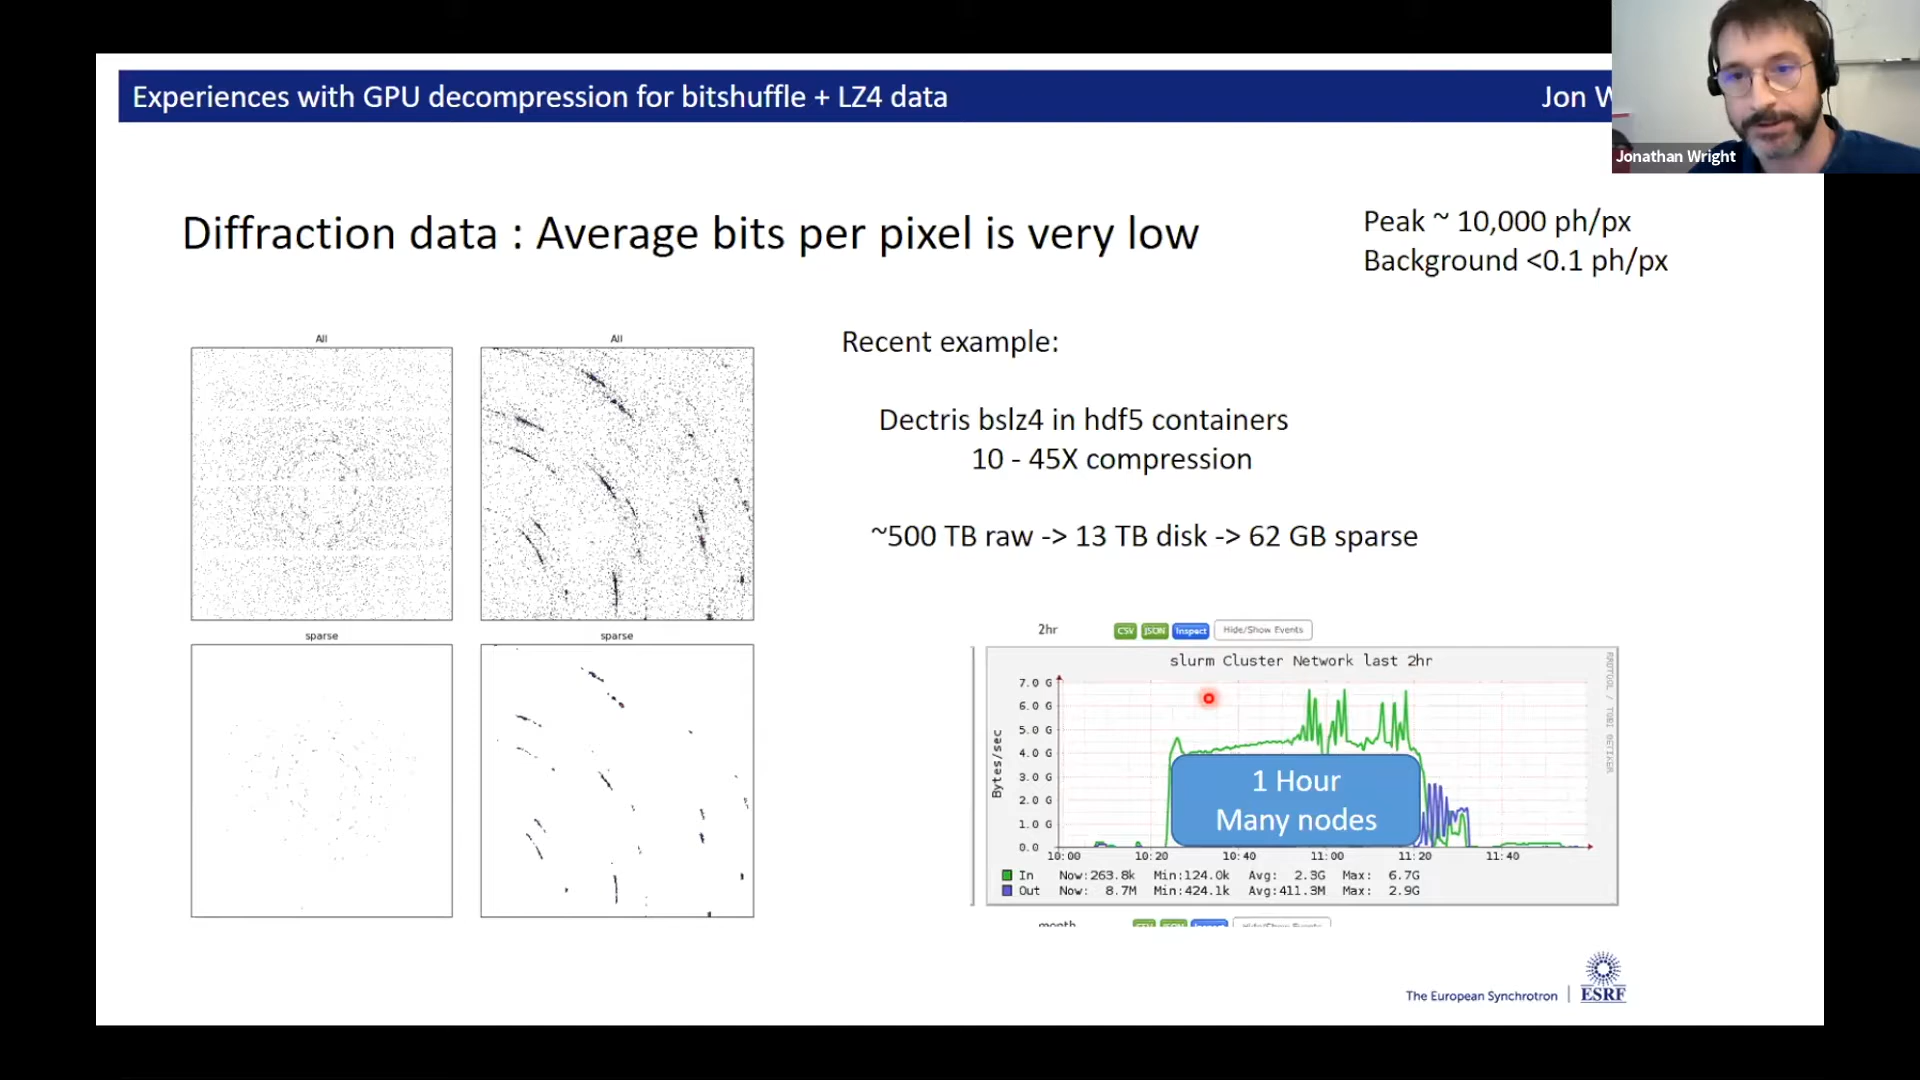 Experiences with GPU decompression for bitshuffle + LZ4 data
Jon W
Jonathan Wright
Diffraction data : Average bits per pixel is very low
Peak ~ 10,000 ph/px
Background <0.1 ph/px
All
All
sparse
sparse
Recent example:
Dectris bslz4 in hdf5 containers
10 - 45X compression
~500 TB raw -> 13 TB disk -> 62 GB sparse
2hr
CSV
JSON
Inspect
Hide/Show Events
slurm Cluster Network last 2hr
RRDTOOL / TOBI OETIKER
Bytes/sec
7.0 G
6.0 G
5.0 G
4.0 G
3.0 G
2.0 G
1.0 G
0.0
1 Hour
Many nodes
10:00 10:20 10:40 11:00 11:20 11:40
In Now:263.8k Min:124.0k Avg: 2.3G Max: 6.7G
Out Now: 8.7M Min:424.1k Avg:411.3M Max: 2.9G
month
The European Synchrotron
ESRF